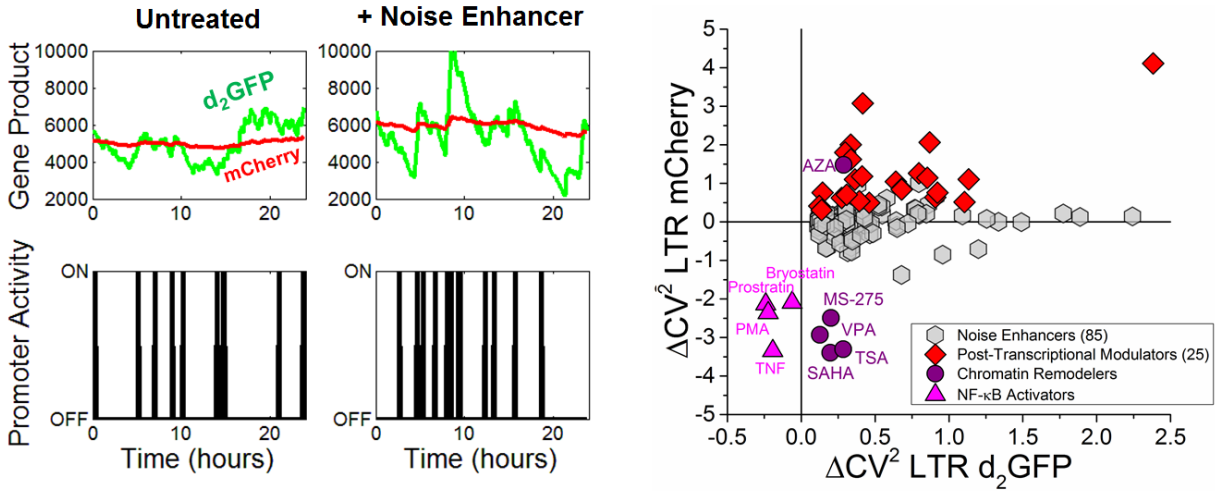 Untreated
+ Noise Enhancer
Gene Product
10000
8000
6000
4000
2000
d₂GFP
mCherry
0
10
20
10000
8000
6000
4000
2000
0
10
20
Promoter Activity
ON
OFF
0
10
20
Time (hours)
ON
OFF
0
10
20
Time (hours)
ΔCV² LTR mCherry
5
4
3
2
1
0
-1
-2
-3
-4
-5
AZA
Bryostatin
Prostratin
MS-275
PMA
VPA
TNF
TSA
SAHA
Noise Enhancers (85)
Post-Transcriptional Modulators (25)
Chromatin Remodelers
NF-κB Activators
-0.5
0.0
0.5
1.0
1.5
2.0
2.5
ΔCV² LTR d₂GFP